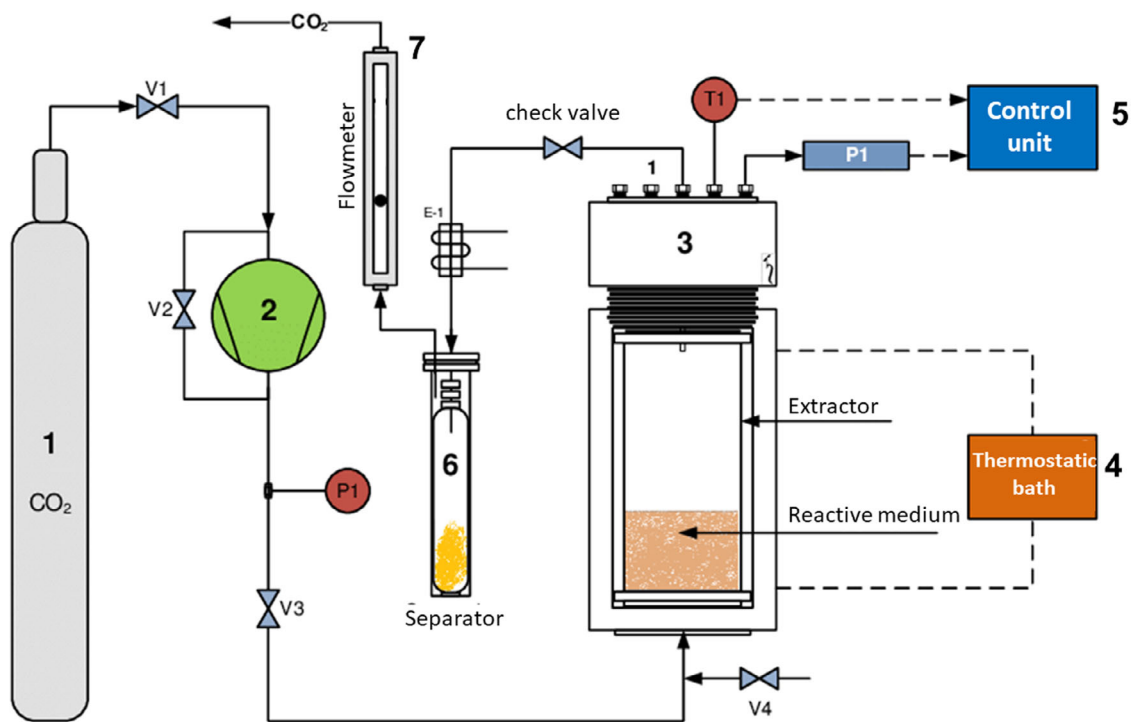 CO₂
7
V1
Flowmeter
check valve
T1
Control
unit
5
P1
1
E-1
3
2
V2
Extractor
1
CO₂
6
Thermostatic
bath
4
P1
Reactive medium
V3
Separator
V4